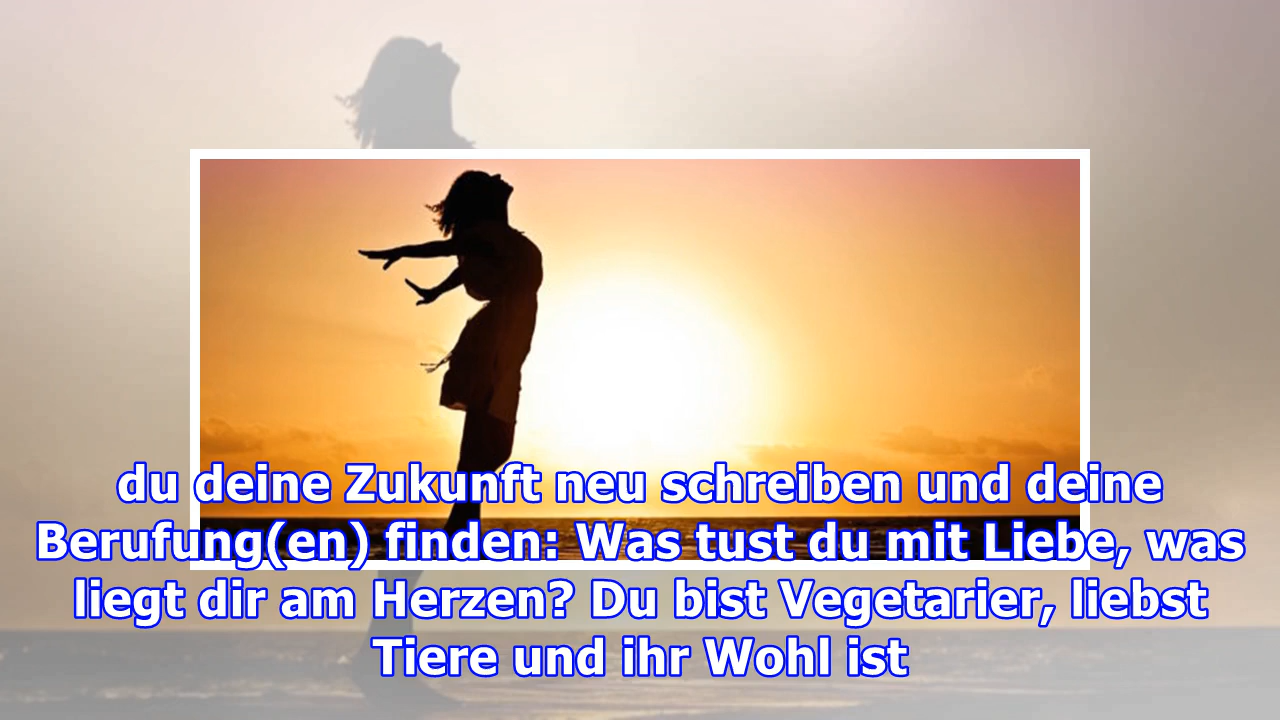 du deine Zukunft neu schreiben und deine
Berufung(en) finden: Was tust du mit Liebe, was
liegt dir am Herzen? Du bist Vegetarier, liebst
Tiere und ihr Wohl ist